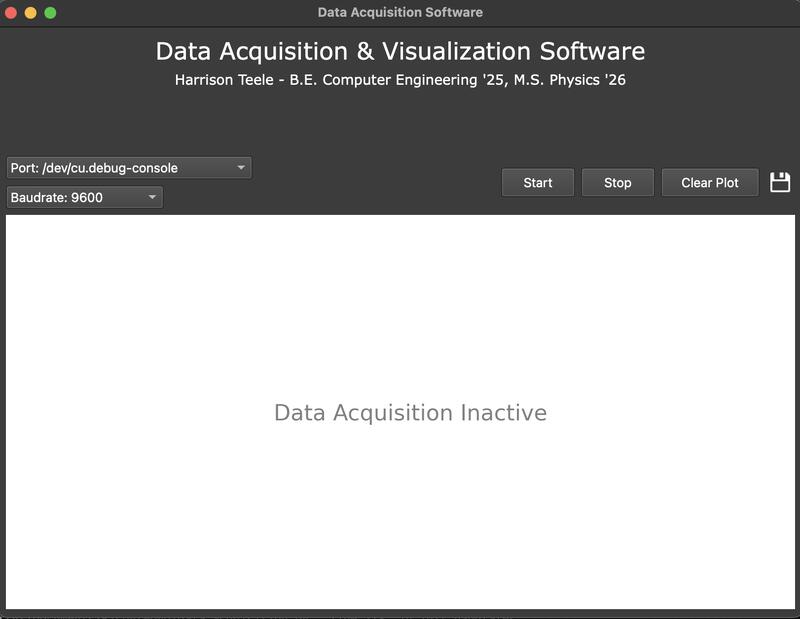 Data Acquisition Software
Data Acquisition & Visualization Software
Harrison Teele - B.E. Computer Engineering '25, M.S. Physics '26
Port: /dev/cu.debug-console
Baudrate: 9600
Start
Stop
Clear Plot
Data Acquisition Inactive